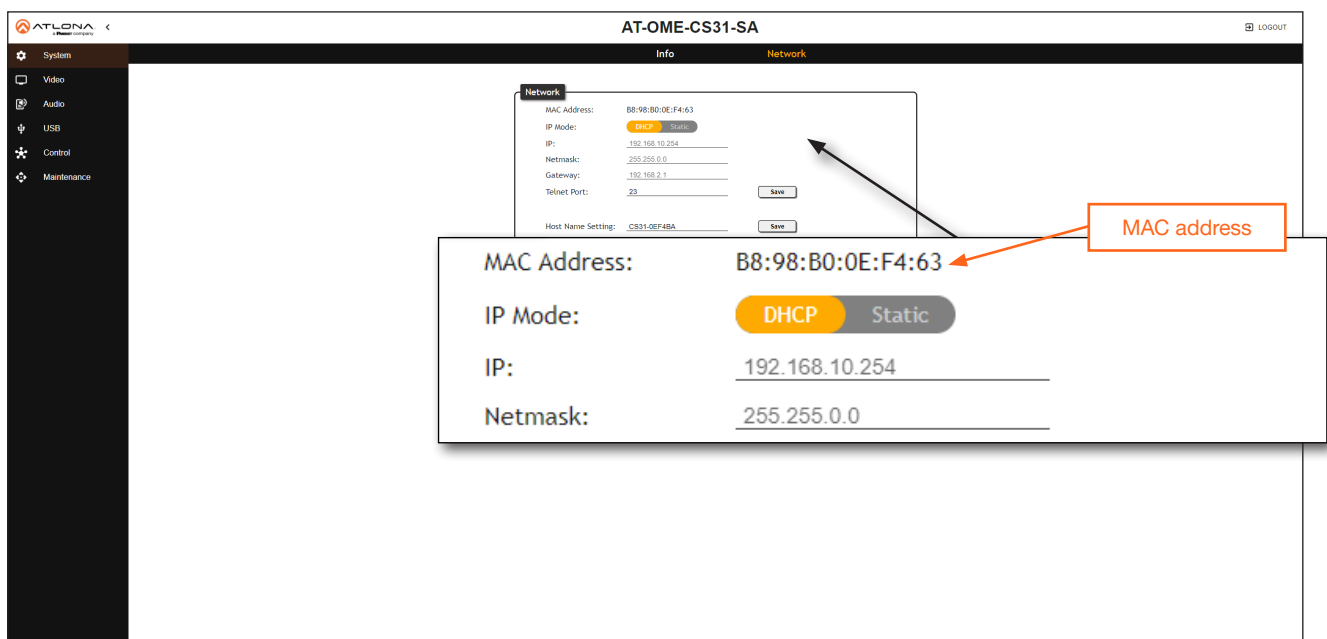 ATLONA
a Panduit company
<
AT-OME-CS31-SA
LOGOUT
System
Info
Network
Video
Audio
USB
Control
Maintenance
Network
MAC Address: B8:98:B0:0E:F4:63
IP Mode: DHCP Static
IP: 192.168.10.254
Netmask: 255.255.0.0
Gateway: 192.168.2.1
Telnet Port: 23 Save
Host Name Setting: CS31-0EF4BA Save
MAC address
MAC Address: B8:98:B0:0E:F4:63
IP Mode: DHCP Static
IP: 192.168.10.254
Netmask: 255.255.0.0